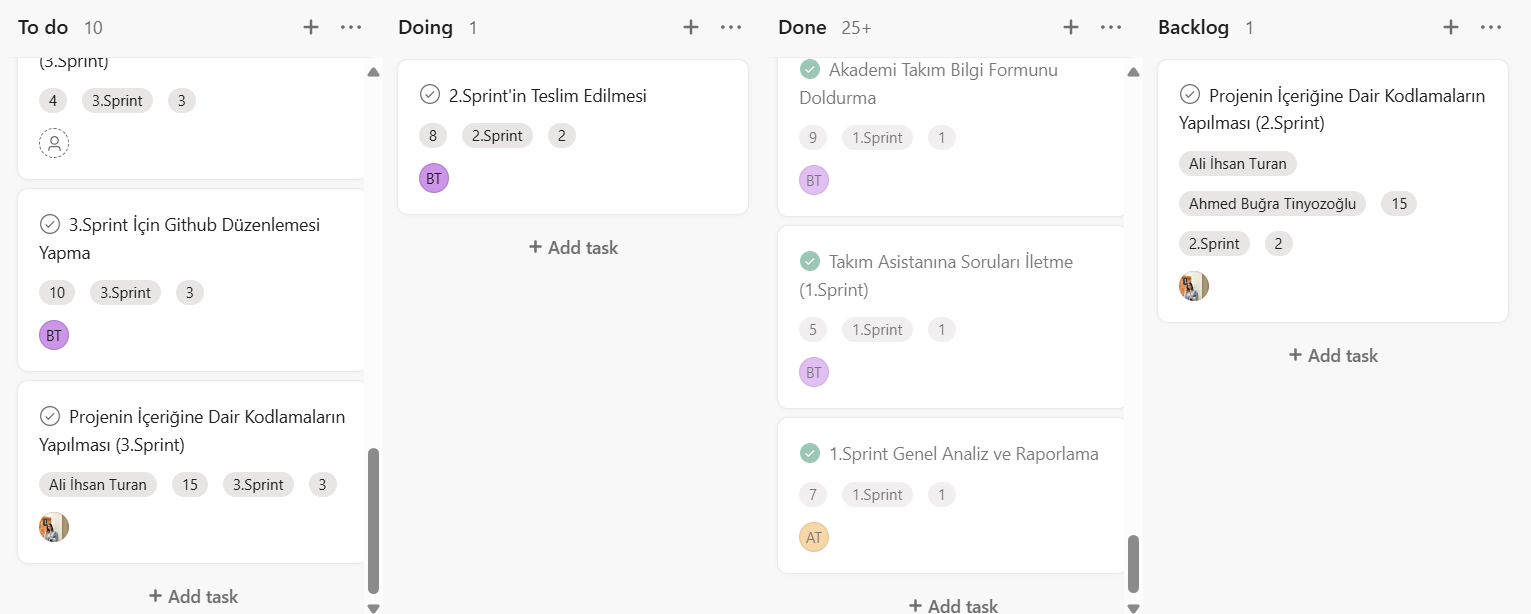 To do 10
(3.Sprint)
4 3.Sprint 3
3.Sprint İçin Github Düzenlemesi
Yapma
10 3.Sprint 3
BT
Projenin İçeriğine Dair Kodlamaların
Yapılması (3.Sprint)
Ali İhsan Turan 15 3.Sprint 3
+ Add task
Doing 1
2.Sprint'in Teslim Edilmesi
8 2.Sprint 2
BT
+ Add task
Done 25+
Akademi Takım Bilgi Formunu
Doldurma
9 1.Sprint 1
BT
Takım Asistanına Soruları İletme
(1.Sprint)
5 1.Sprint 1
BT
1.Sprint Genel Analiz ve Raporlama
7 1.Sprint 1
AT
+ Add task
Backlog 1
Projenin İçeriğine Dair Kodlamaların
Yapılması (2.Sprint)
Ali İhsan Turan
Ahmed Buğra Tinyozoğlu 15
2.Sprint 2
+ Add task